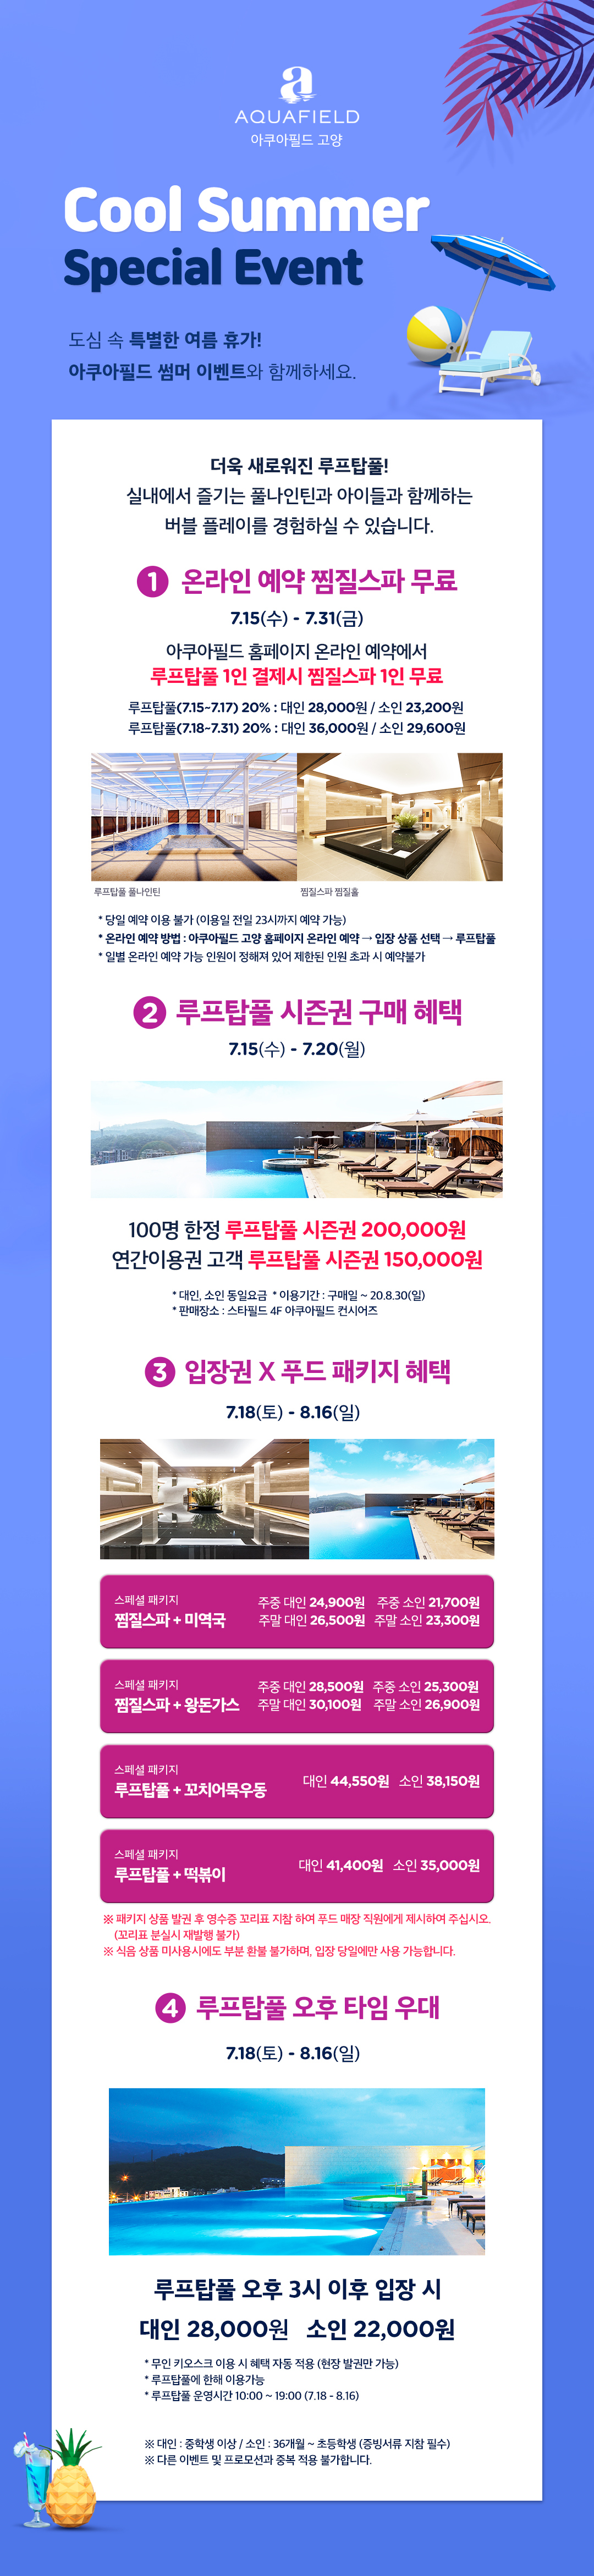 AQUAFIELD
아쿠아필드 고양
Cool Summer
Special Event
도심 속 특별한 여름 휴가!
아쿠아필드 썸머 이벤트와 함께하세요.
더욱 새로워진 루프탑풀!
실내에서 즐기는 풀나인틴과 아이들과 함께하는
버블 플레이를 경험하실 수 있습니다.
1 온라인 예약 찜질스파 무료
7.15(수) - 7.31(금)
아쿠아필드 홈페이지 온라인 예약에서
루프탑풀 1인 결제시 찜질스파 1인 무료
루프탑풀(7.15~7.17) 20% : 대인 28,000원 / 소인 23,200원
루프탑풀(7.18~7.31) 20% : 대인 36,000원 / 소인 29,600원
루프탑풀 풀나인틴
찜질스파 찜질홀
* 당일 예약 이용 불가 (이용일 전일 23시까지 예약 가능)
* 온라인 예약 방법 : 아쿠아필드 고양 홈페이지 온라인 예약 → 입장 상품 선택 → 루프탑풀
* 일별 온라인 예약 가능 인원이 정해져 있어 제한된 인원 초과 시 예약불가
2 루프탑풀 시즌권 구매 혜택
7.15(수) - 7.20(월)
100명 한정 루프탑풀 시즌권 200,000원
연간이용권 고객 루프탑풀 시즌권 150,000원
* 대인, 소인 동일요금 * 이용기간 : 구매일 ~ 20.8.30(일)
* 판매장소 : 스타필드 4F 아쿠아필드 컨시어즈
3 입장권 X 푸드 패키지 혜택
7.18(토) - 8.16(일)
스페셜 패키지
찜질스파 + 미역국
주중 대인 24,900원 주중 소인 21,700원
주말 대인 26,500원 주말 소인 23,300원
스페셜 패키지
찜질스파 + 왕돈가스
주중 대인 28,500원 주중 소인 25,300원
주말 대인 30,100원 주말 소인 26,900원
스페셜 패키지
루프탑풀 + 꼬치어묵우동
대인 44,550원 소인 38,150원
스페셜 패키지
루프탑풀 + 떡볶이
대인 41,400원 소인 35,000원
※ 패키지 상품 발권 후 영수증 꼬리표 지참 하여 푸드 매장 직원에게 제시하여 주십시오.
(꼬리표 분실시 재발행 불가)
※ 식음 상품 미사용시에도 부분 환불 불가하며, 입장 당일에만 사용 가능합니다.
4 루프탑풀 오후 타임 우대
7.18(토) - 8.16(일)
루프탑풀 오후 3시 이후 입장 시
대인 28,000원 소인 22,000원
* 무인 키오스크 이용 시 혜택 자동 적용 (현장 발권만 가능)
* 루프탑풀에 한해 이용가능
* 루프탑풀 운영시간 10:00 ~ 19:00 (7.18 - 8.16)
※ 대인 : 중학생 이상 / 소인 : 36개월 ~ 초등학생 (증빙서류 지참 필수)
※ 다른 이벤트 및 프로모션과 중복 적용 불가합니다.